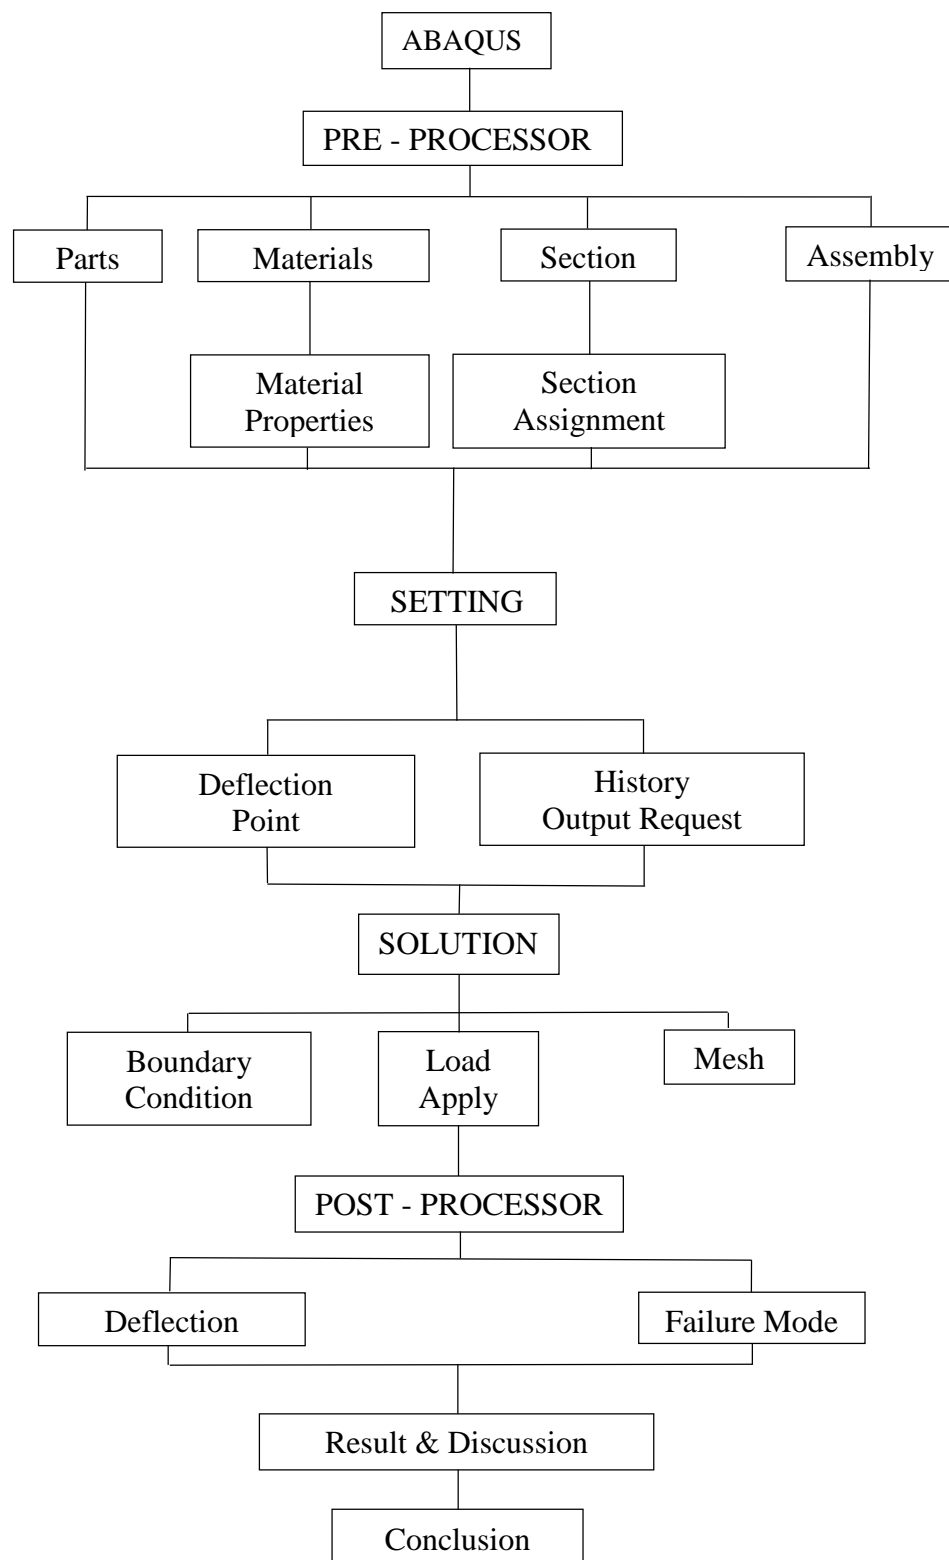 ABAQUS
PRE - PROCESSOR
Parts
Materials
Section
Assembly
Material
Properties
Section
Assignment
SETTING
Deflection
Point
History
Output Request
SOLUTION
Boundary
Condition
Load
Apply
Mesh
POST - PROCESSOR
Deflection
Failure Mode
Result & Discussion
Conclusion